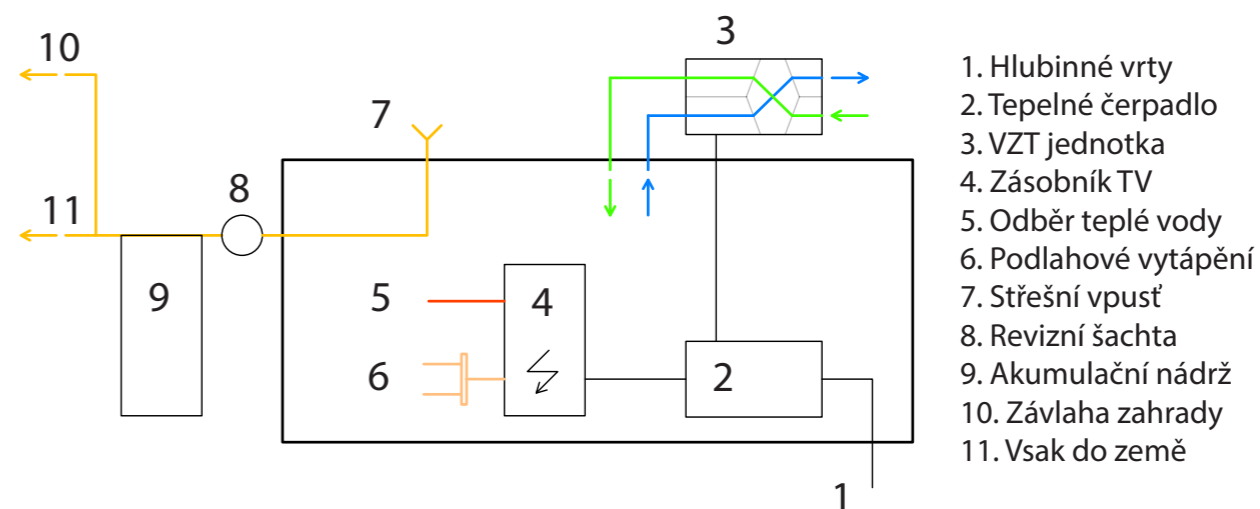 10
3
7
8
11
9
5
4
6
2
1
1. Hlubinné vrty
2. Tepelné čerpadlo
3. VZT jednotka
4. Zásobník TV
5. Odběr teplé vody
6. Podlahové vytápění
7. Střešní vpusť
8. Revizní šachta
9. Akumulační nádrž
10. Závlaha zahrady
11. Vsak do země